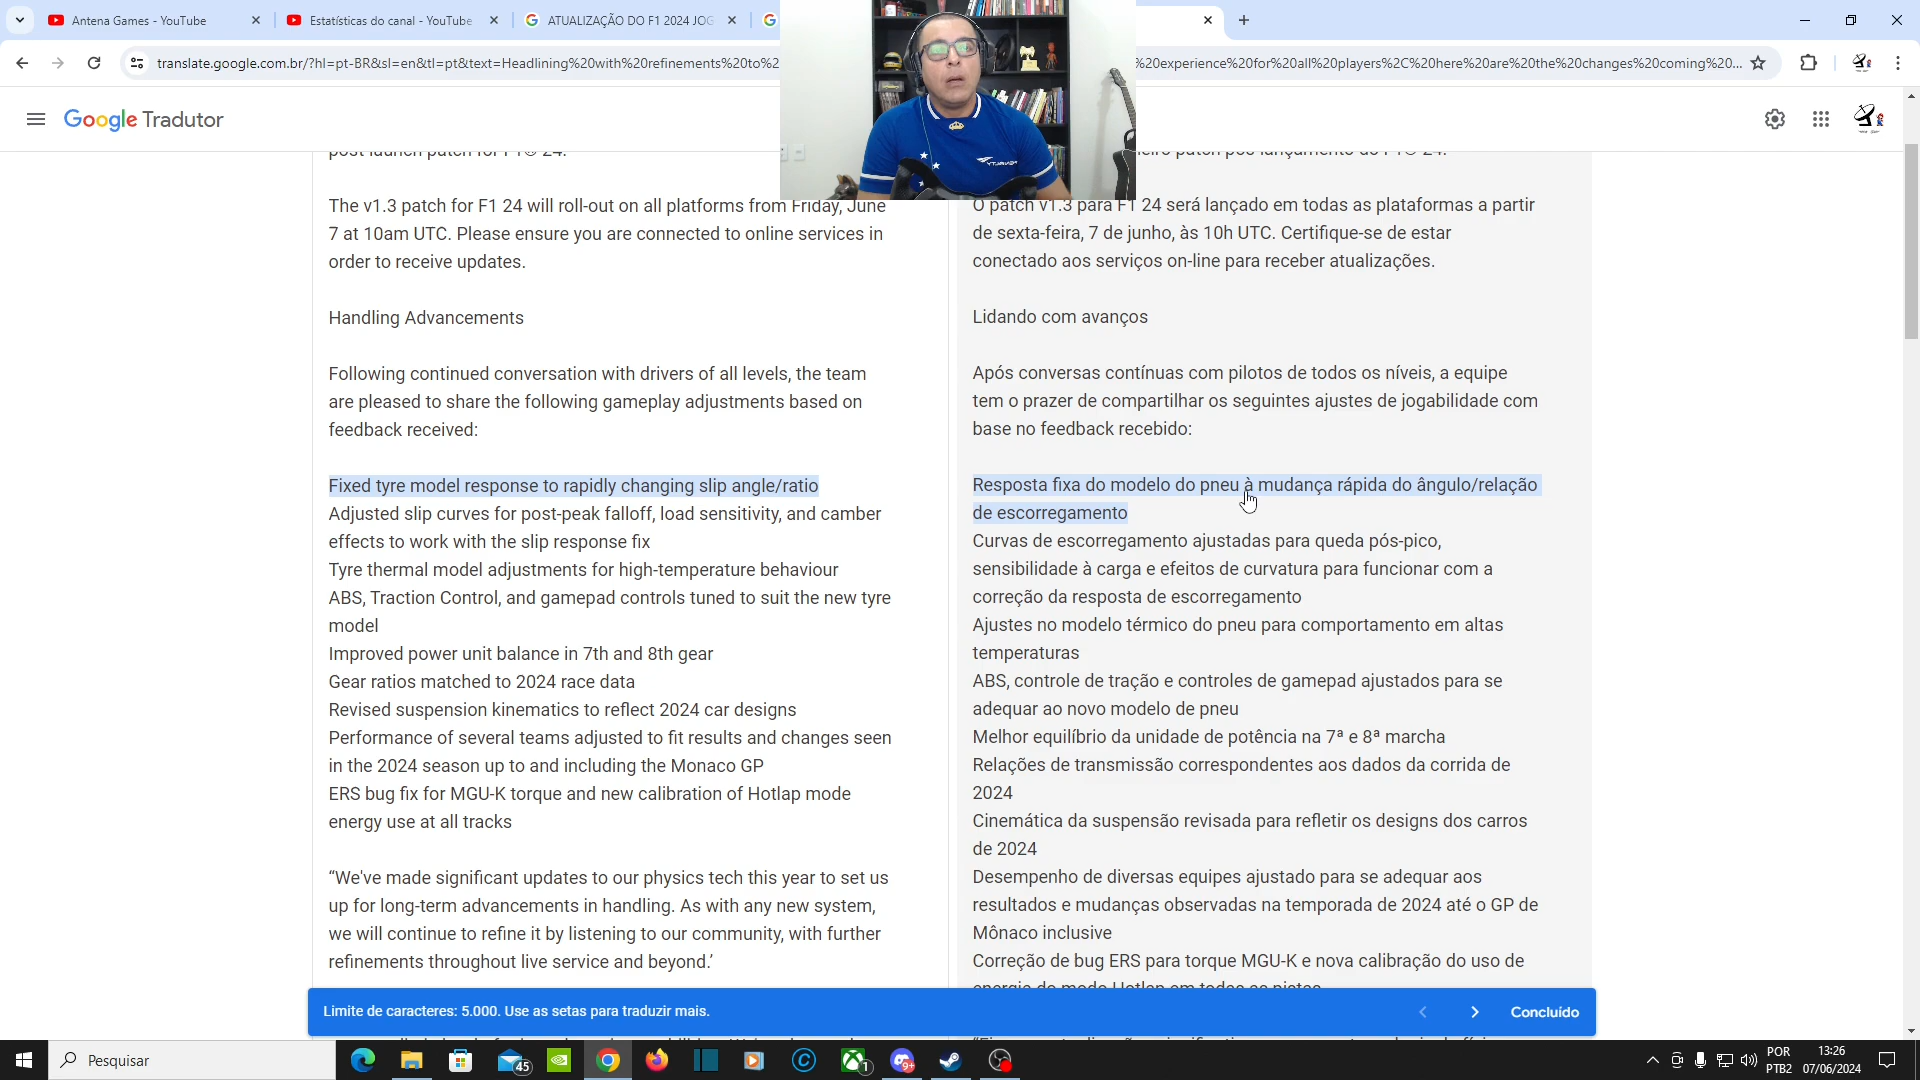 Antena Games - YouTube
Estatísticas do canal - YouTube
ATUALIZAÇÃO DO F1 2024 JOG
translate.google.com.br/?hl=pt-BR&sl=en&tl=pt&text=Headlining%20with%20refinements%20to%2
%20experience%20for%20all%20players%2C%20here%20are%20the%20changes%20coming%20...
Google Tradutor
post-launch patch for F1® 24.
The v1.3 patch for F1 24 will roll-out on all platforms from Friday, June
7 at 10am UTC. Please ensure you are connected to online services in
order to receive updates.
Handling Advancements
Following continued conversation with drivers of all levels, the team
are pleased to share the following gameplay adjustments based on
feedback received:
Fixed tyre model response to rapidly changing slip angle/ratio
Adjusted slip curves for post-peak falloff, load sensitivity, and camber
effects to work with the slip response fix
Tyre thermal model adjustments for high-temperature behaviour
ABS, Traction Control, and gamepad controls tuned to suit the new tyre
model
Improved power unit balance in 7th and 8th gear
Gear ratios matched to 2024 race data
Revised suspension kinematics to reflect 2024 car designs
Performance of several teams adjusted to fit results and changes seen
in the 2024 season up to and including the Monaco GP
ERS bug fix for MGU-K torque and new calibration of Hotlap mode
energy use at all tracks
“We've made significant updates to our physics tech this year to set us
up for long-term advancements in handling. As with any new system,
we will continue to refine it by listening to our community, with further
refinements throughout live service and beyond.’
patch pós-lançamento do F1® 24.
O patch v1.3 para F1 24 será lançado em todas as plataformas a partir
de sexta-feira, 7 de junho, às 10h UTC. Certifique-se de estar
conectado aos serviços on-line para receber atualizações.
Lidando com avanços
Após conversas contínuas com pilotos de todos os níveis, a equipe
tem o prazer de compartilhar os seguintes ajustes de jogabilidade com
base no feedback recebido:
Resposta fixa do modelo do pneu à mudança rápida do ângulo/relação
de escorregamento
Curvas de escorregamento ajustadas para queda pós-pico,
sensibilidade à carga e efeitos de curvatura para funcionar com a
correção da resposta de escorregamento
Ajustes no modelo térmico do pneu para comportamento em altas
temperaturas
ABS, controle de tração e controles de gamepad ajustados para se
adequar ao novo modelo de pneu
Melhor equilíbrio da unidade de potência na 7ª e 8ª marcha
Relações de transmissão correspondentes aos dados da corrida de
2024
Cinemática da suspensão revisada para refletir os designs dos carros
de 2024
Desempenho de diversas equipes ajustado para se adequar aos
resultados e mudanças observadas na temporada de 2024 até o GP de
Mônaco inclusive
Correção de bug ERS para torque MGU-K e nova calibração do uso de
energia do modo Hotlap em todas as pistas
Limite de caracteres: 5.000. Use as setas para traduzir mais.
Concluído
Pesquisar
45
1
9+
POR
PTB2
13:26
07/06/2024